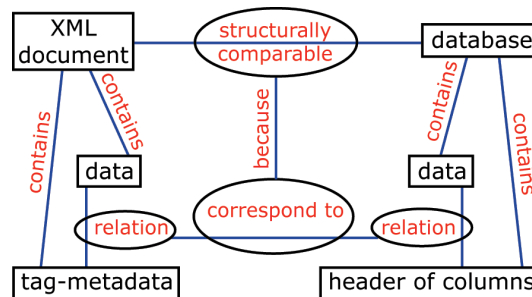 XML
document
structurally
comparable
database
contains
contains
because
contains
contains
data
data
relation
correspond to
relation
tag-metadata
header of columns